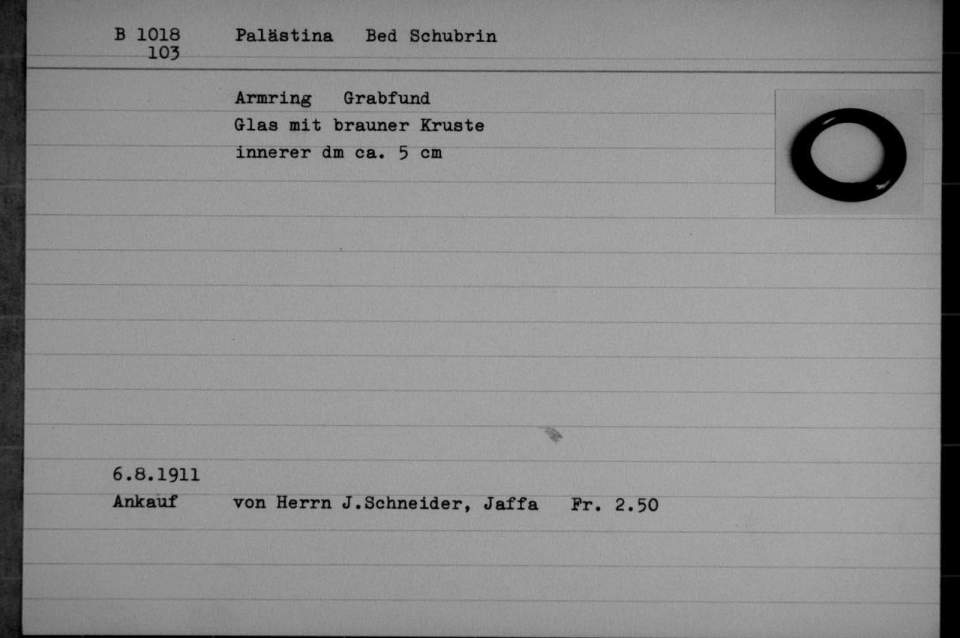 B 1018 Palästina Bed Schubrin
103
Armring Grabfund
Glas mit brauner Kruste
innerer dm ca. 5 cm
6.8.1911
Ankauf von Herrn J.Schneider, Jaffa Fr. 2.50